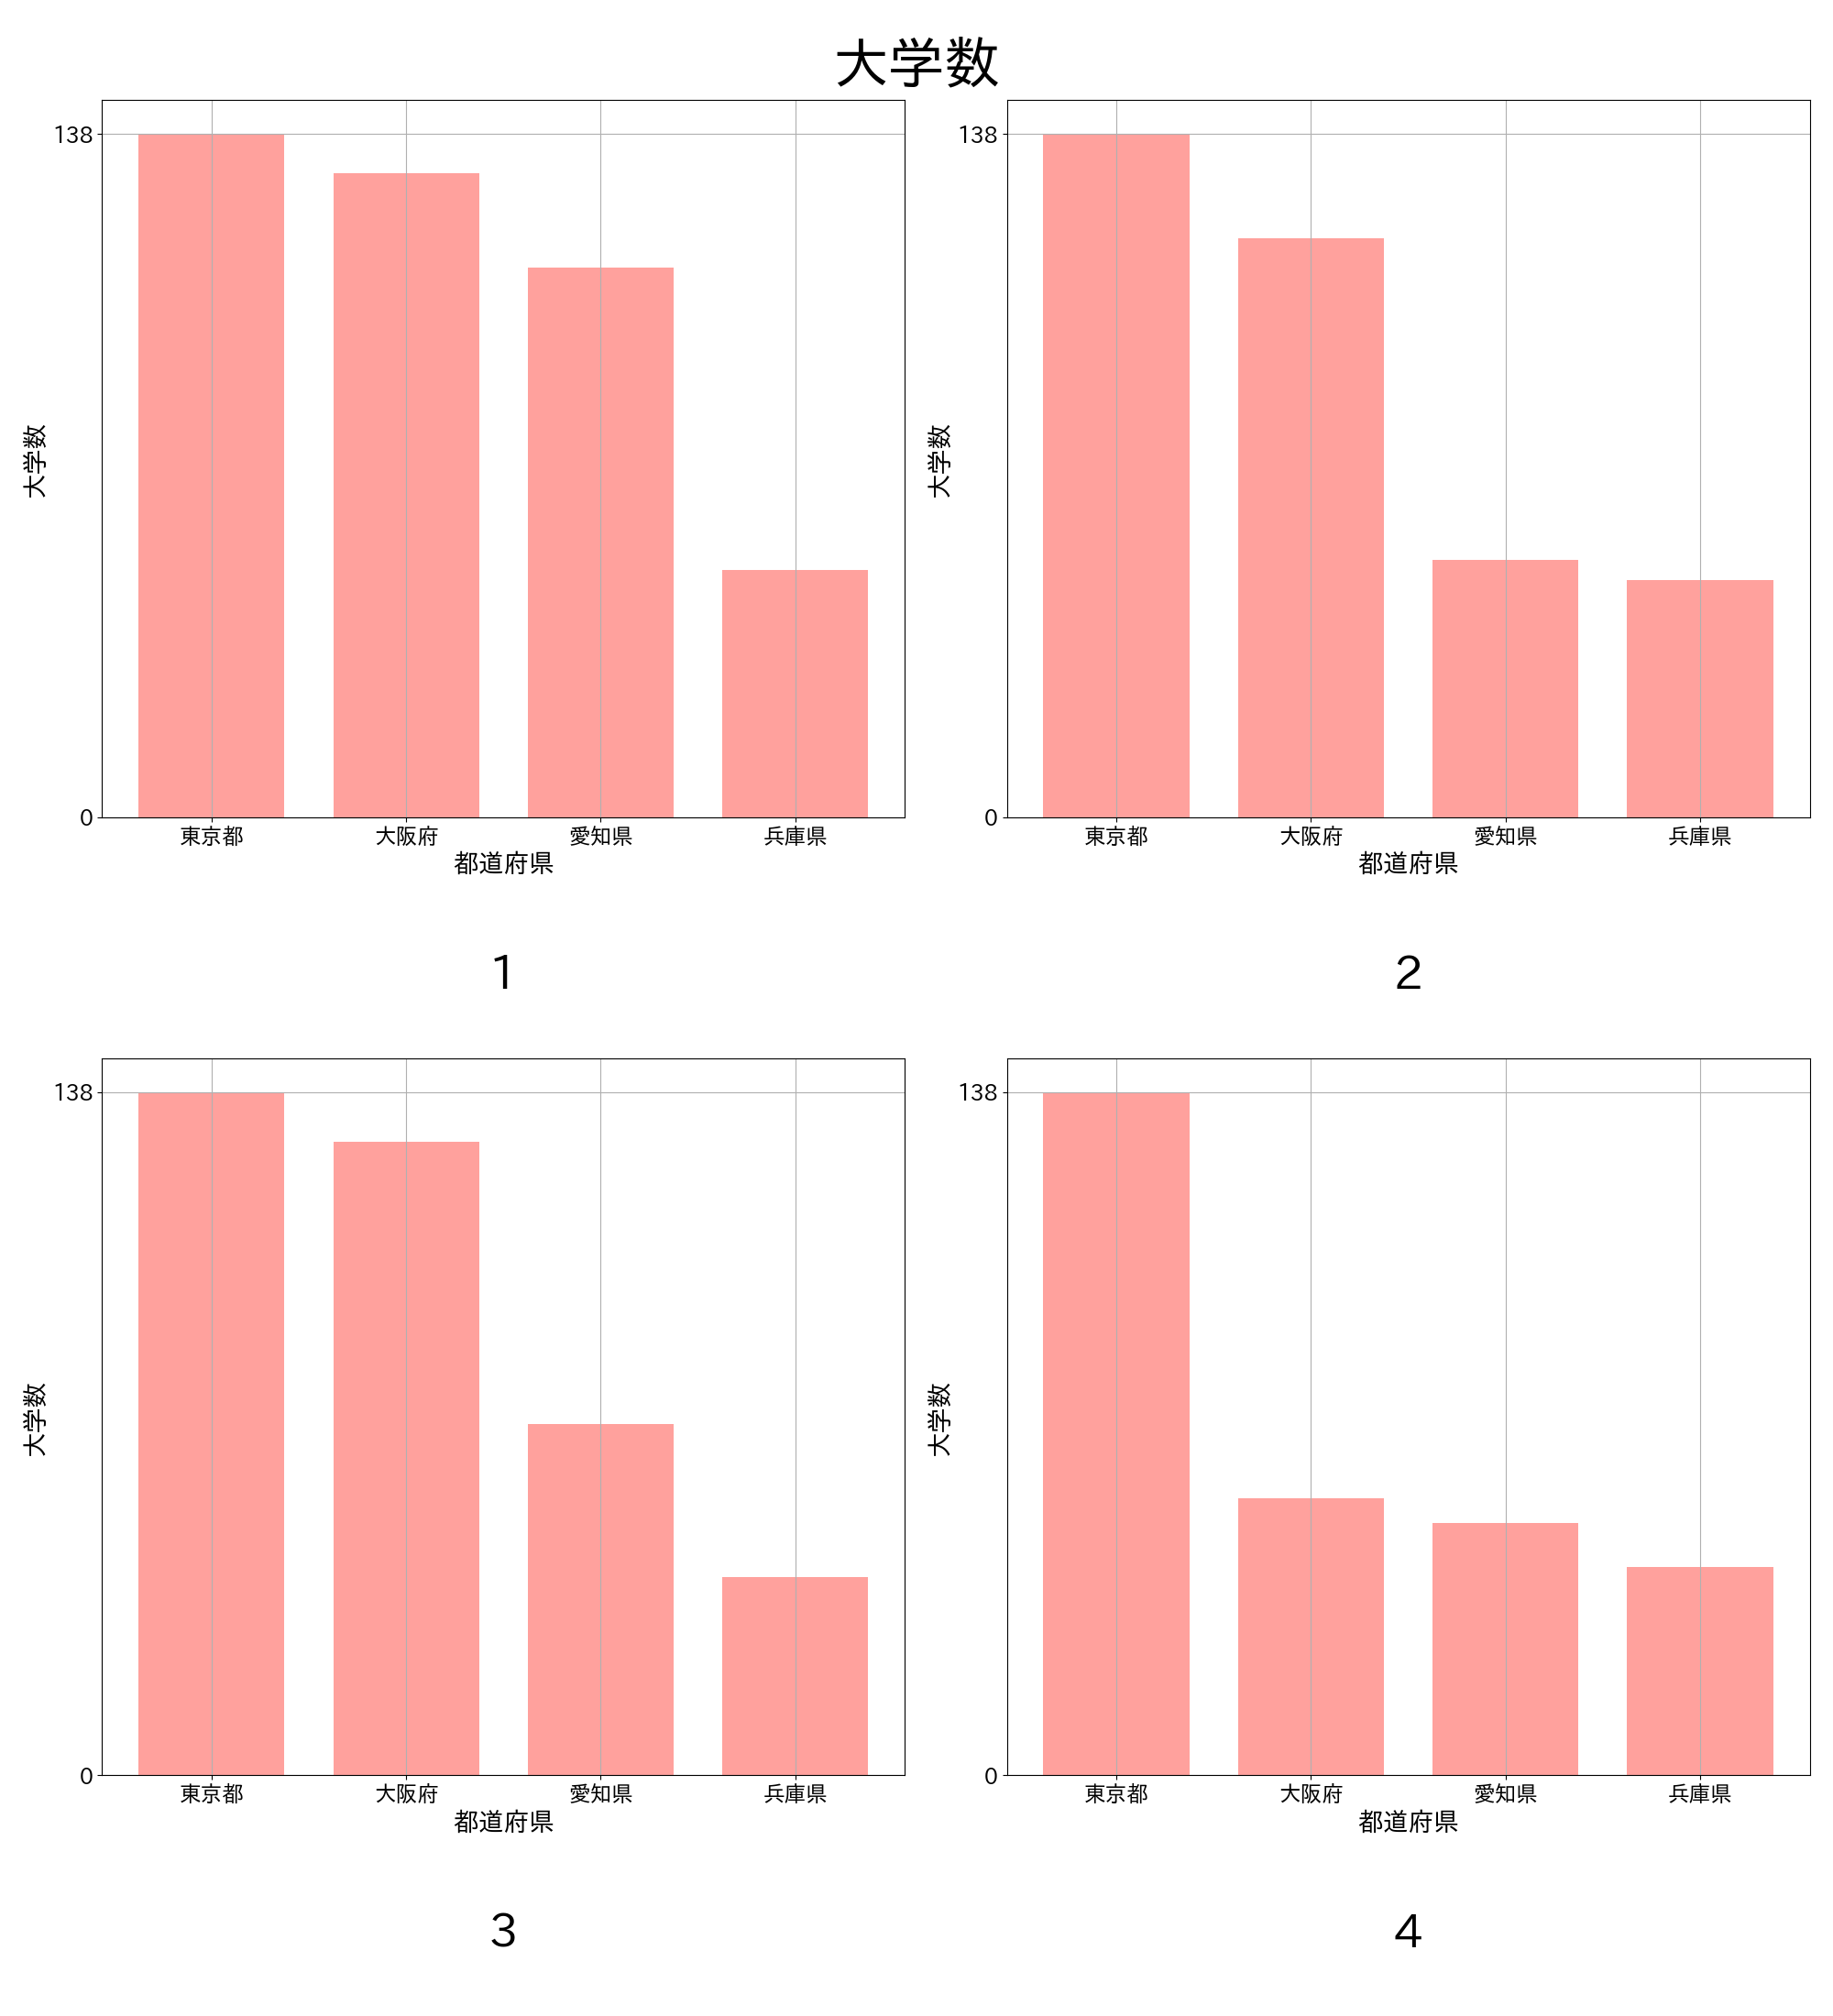 大学数
138
0
大学数
東京都 大阪府 愛知県 兵庫県
都道府県
1
138
0
大学数
東京都 大阪府 愛知県 兵庫県
都道府県
2
138
0
大学数
東京都 大阪府 愛知県 兵庫県
都道府県
3
138
0
大学数
東京都 大阪府 愛知県 兵庫県
都道府県
4